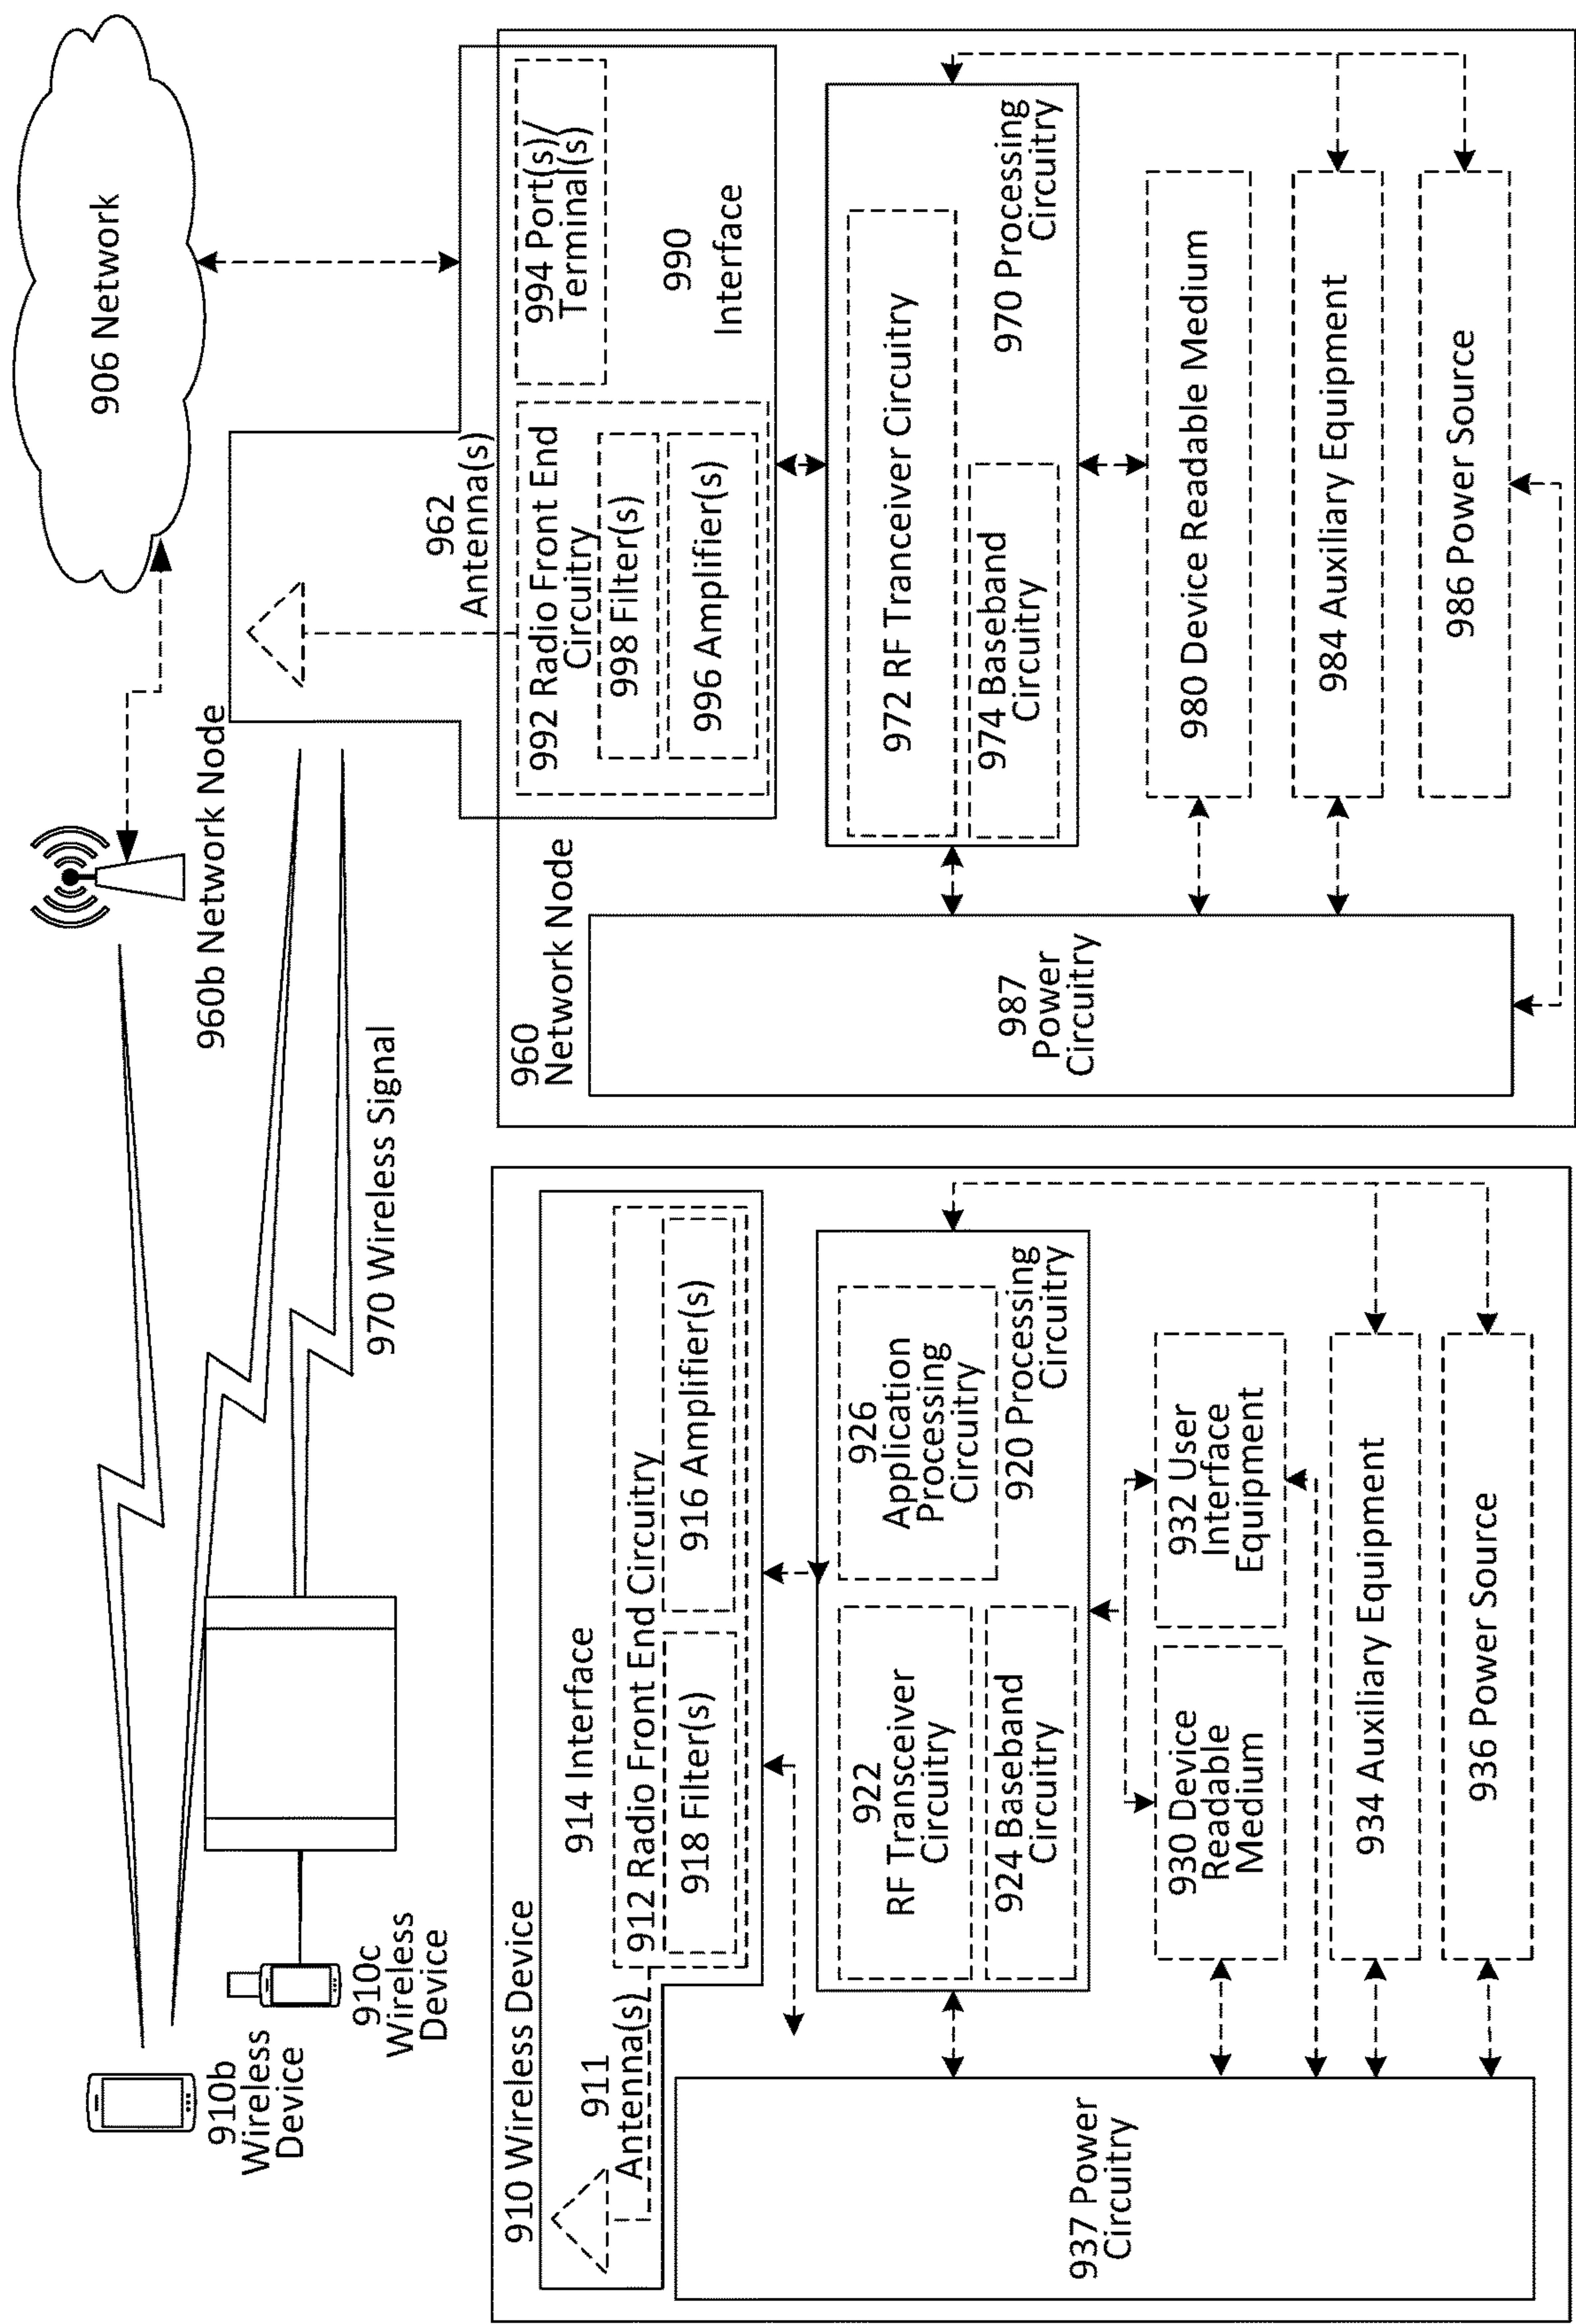 906 Network
960b Network Node
970 Wireless Signal
910b
Wireless
Device
910c
Wireless
Device
910 Wireless Device
911
Antenna(s)
914 Interface
912 Radio Front End Circuitry
918 Filter(s)
916 Amplifier(s)
922
RF Transceiver
Circuitry
926
Application
Processing
Circuitry
924 Baseband
Circuitry
920 Processing
Circuitry
930 Device
Readable
Medium
932 User
Interface
Equipment
934 Auxiliary Equipment
936 Power Source
937 Power
Circuitry
960
Network Node
962
Antenna(s)
992 Radio Front End
Circuitry
998 Filter(s)
996 Amplifier(s)
994 Port(s)/
Terminal(s)
990
Interface
972 RF Tranceiver Circuitry
974 Baseband
Circuitry
970 Processing
Circuitry
980 Device Readable Medium
984 Auxiliary Equipment
986 Power Source
987
Power
Circuitry